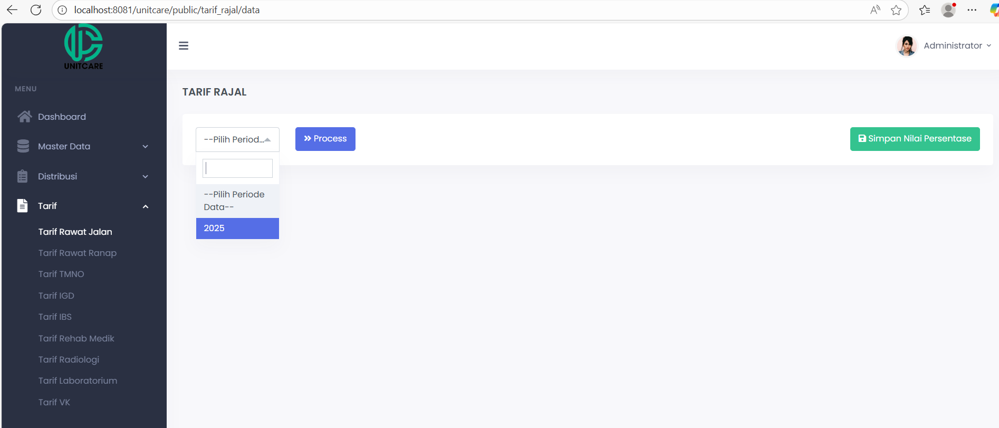 localhost:8081/unitcare/public/tarif_rajal/data
UNITCARE
Administrator
MENU
Dashboard
Master Data
Distribusi
Tarif
Tarif Rawat Jalan
Tarif Rawat Ranap
Tarif TMNO
Tarif IGD
Tarif IBS
Tarif Rehab Medik
Tarif Radiologi
Tarif Laboratorium
Tarif VK
TARIF RAJAL
--Pilih Period...
Process
Simpan Nilai Persentase
--Pilih Periode
Data--
2025